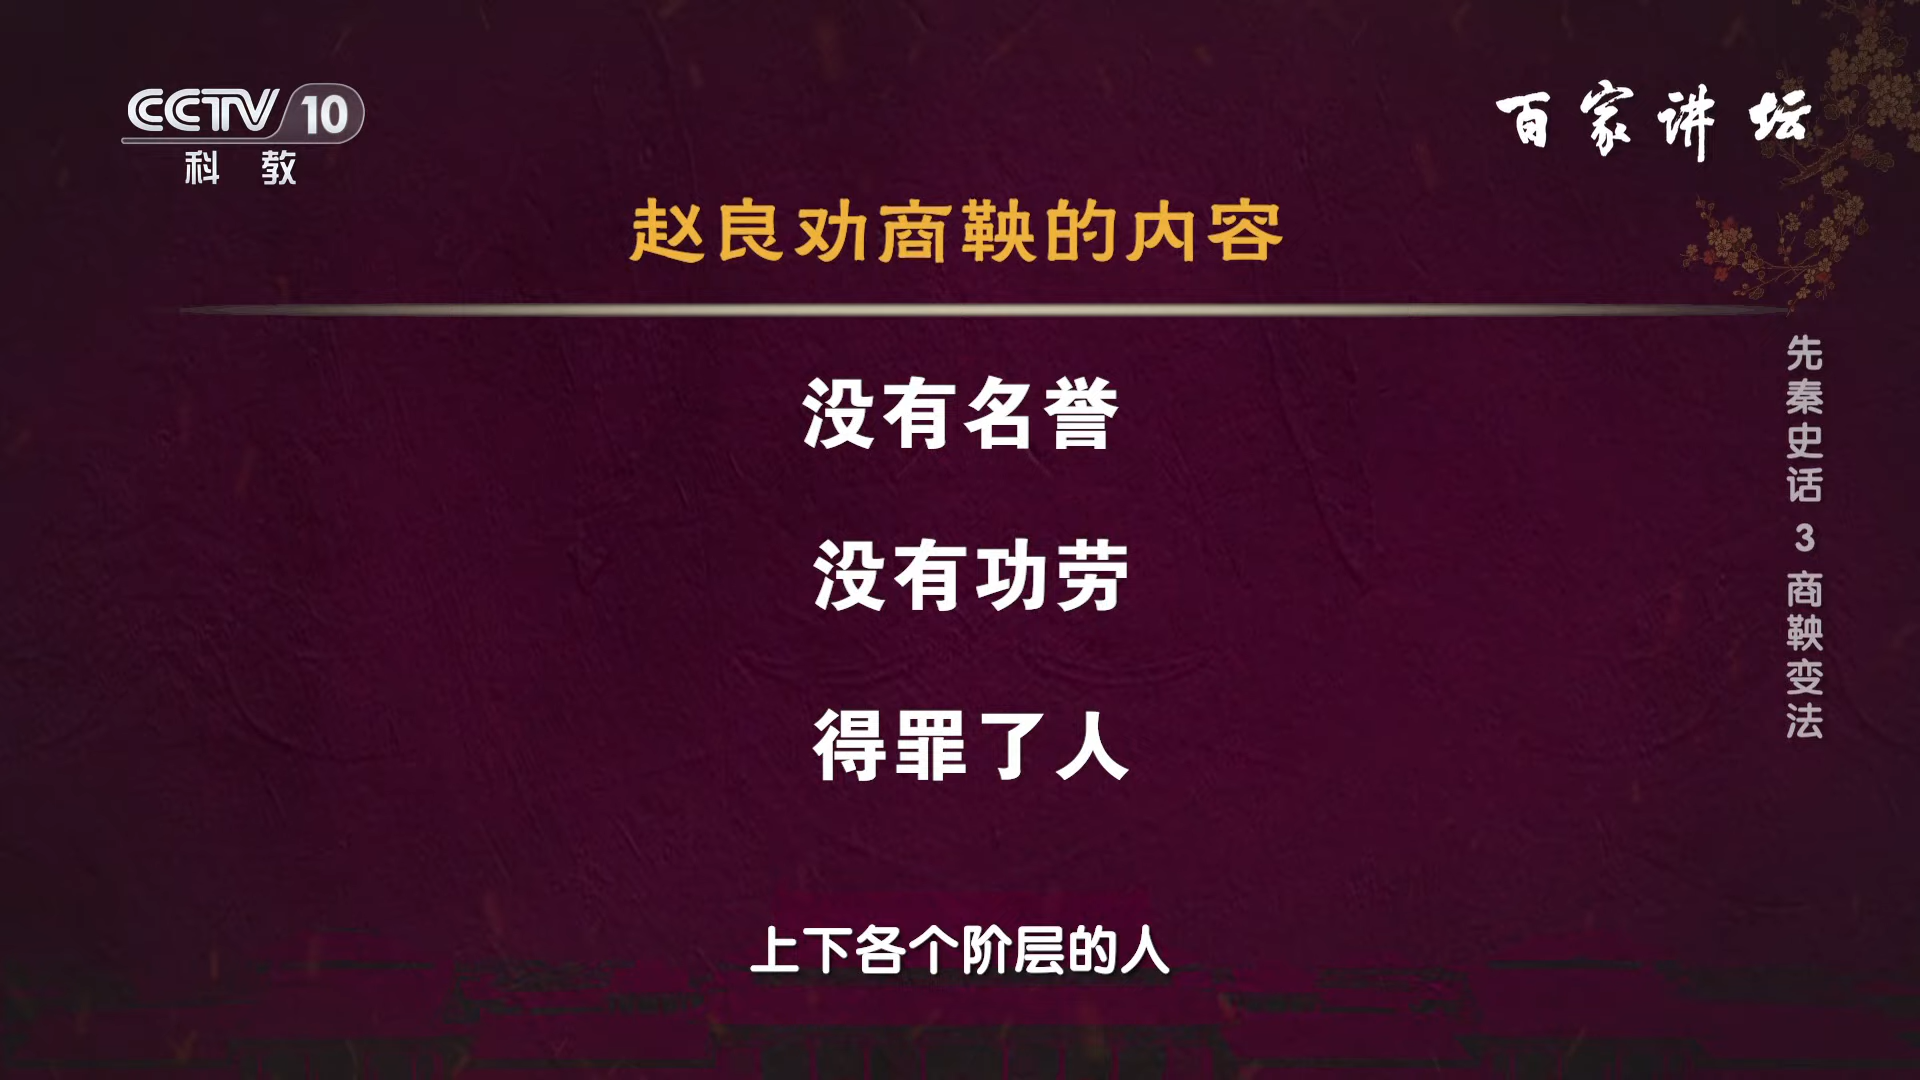 CCTV 10
科 教
百家讲坛
赵良劝商鞅的内容
没有名誉
没有功劳
得罪了人
先秦史话 3 商鞅变法
上下各个阶层的人